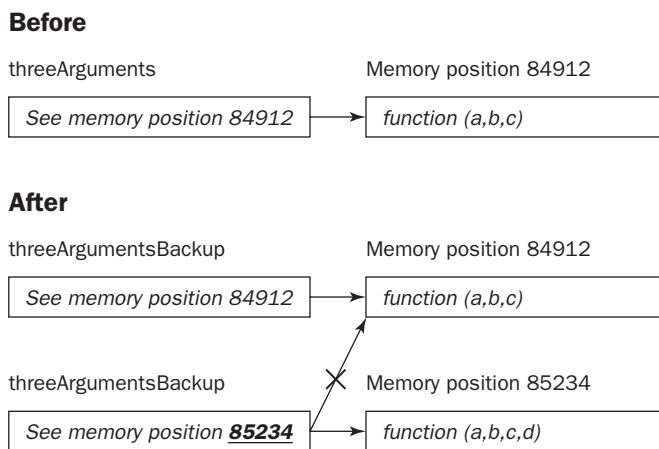 Before
threeArguments Memory position 84912
See memory position 84912 function (a,b,c)
After
threeArgumentsBackup Memory position 84912
See memory position 84912 function (a,b,c)
threeArgumentsBackup Memory position 85234
See memory position 85234 function (a,b,c,d)